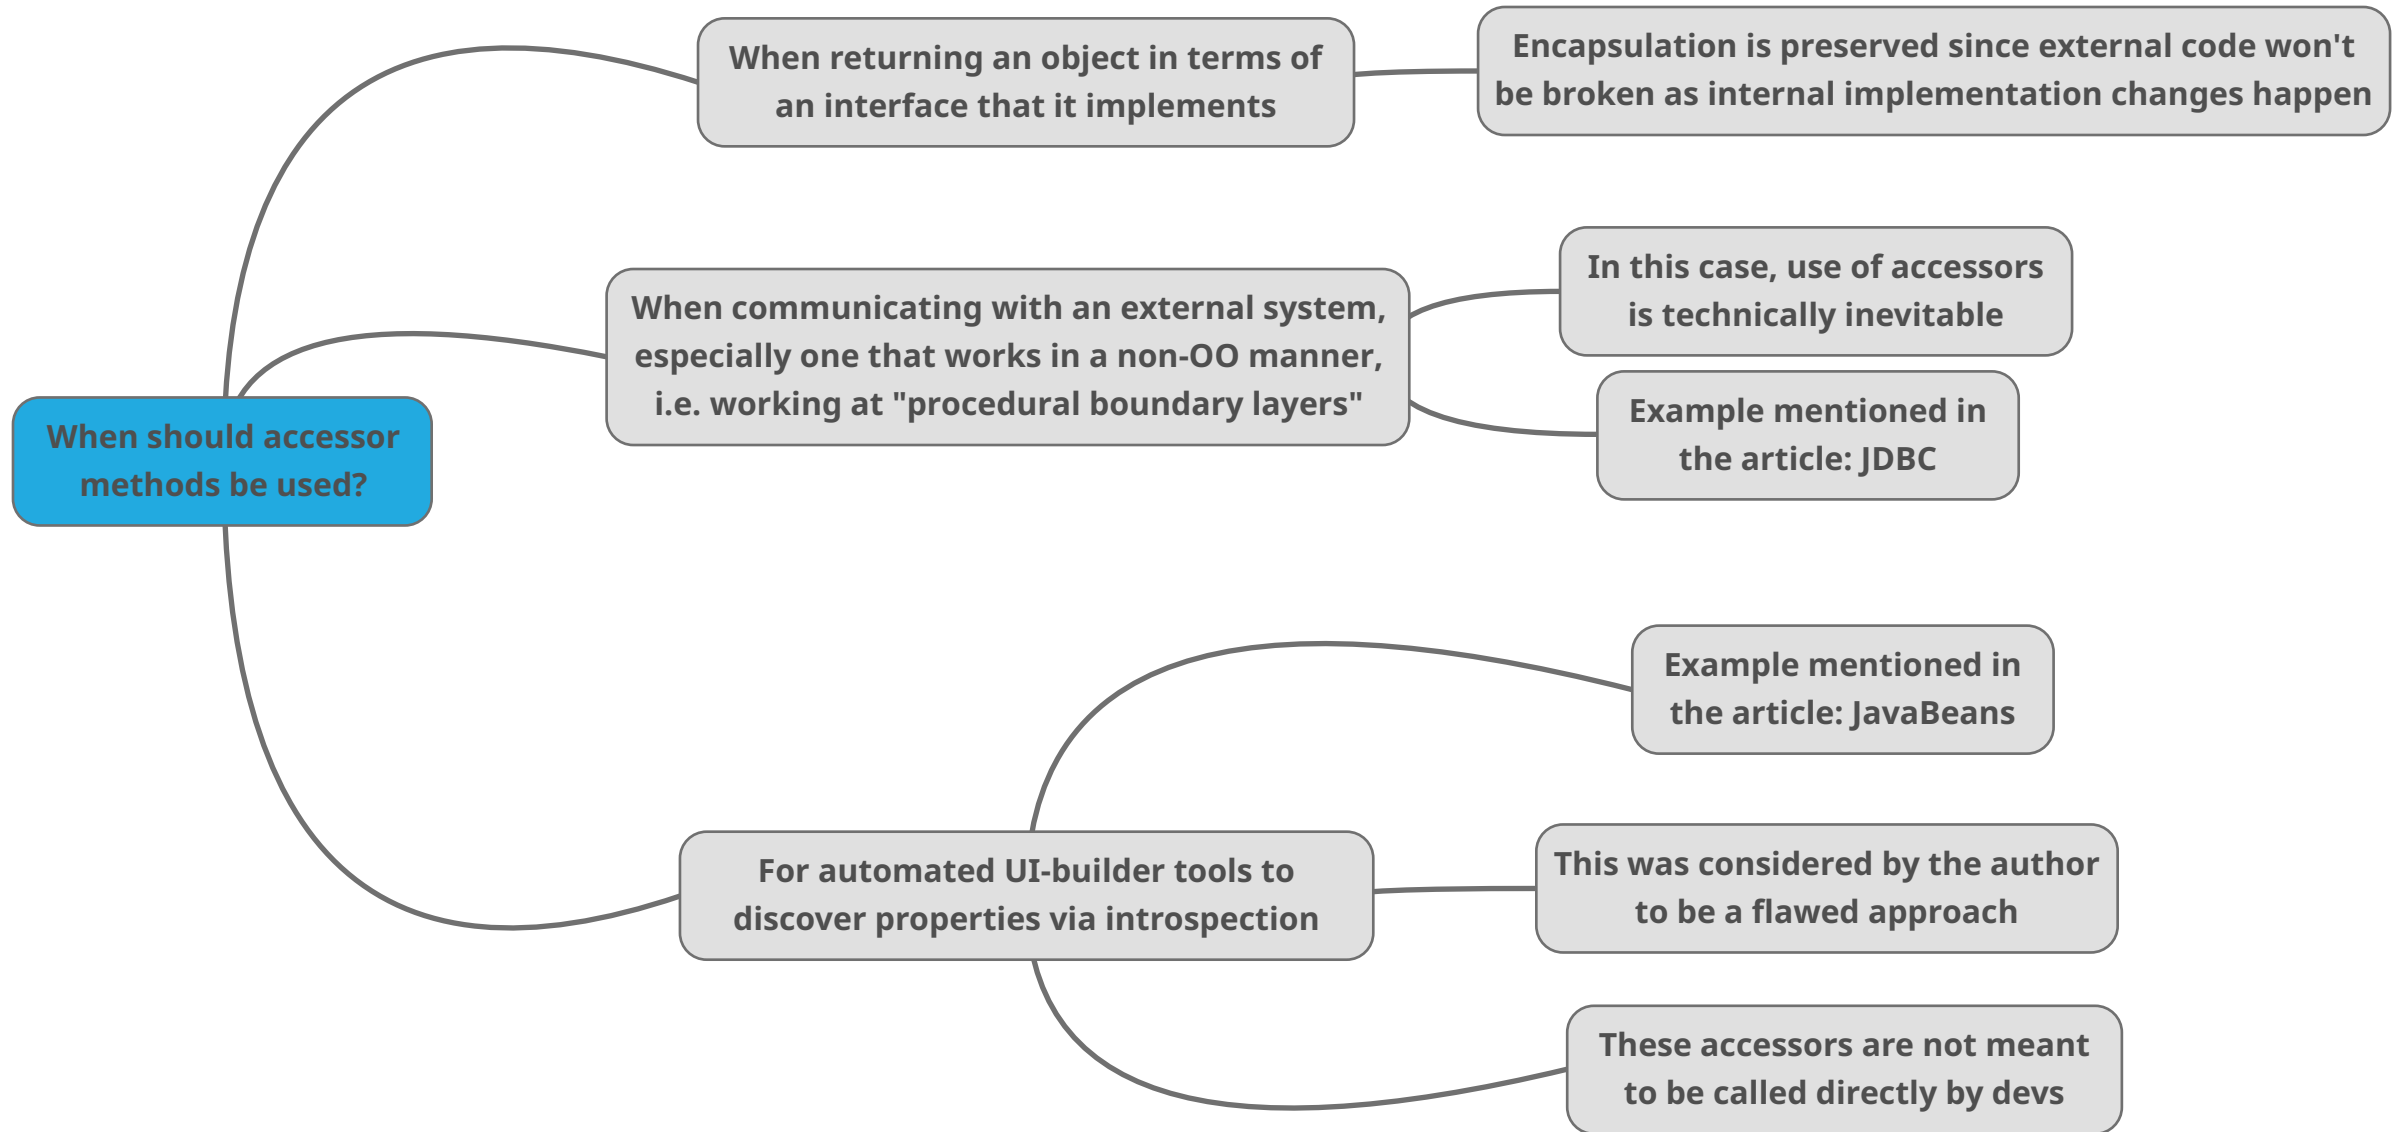 When returning an object in terms of
an interface that it implements
Encapsulation is preserved since external code won't
be broken as internal implementation changes happen
When communicating with an external system,
especially one that works in a non-OO manner,
i.e. working at "procedural boundary layers"
In this case, use of accessors
is technically inevitable
Example mentioned in
the article: JDBC
When should accessor
methods be used?
Example mentioned in
the article: JavaBeans
For automated UI-builder tools to
discover properties via introspection
This was considered by the author
to be a flawed approach
These accessors are not meant
to be called directly by devs